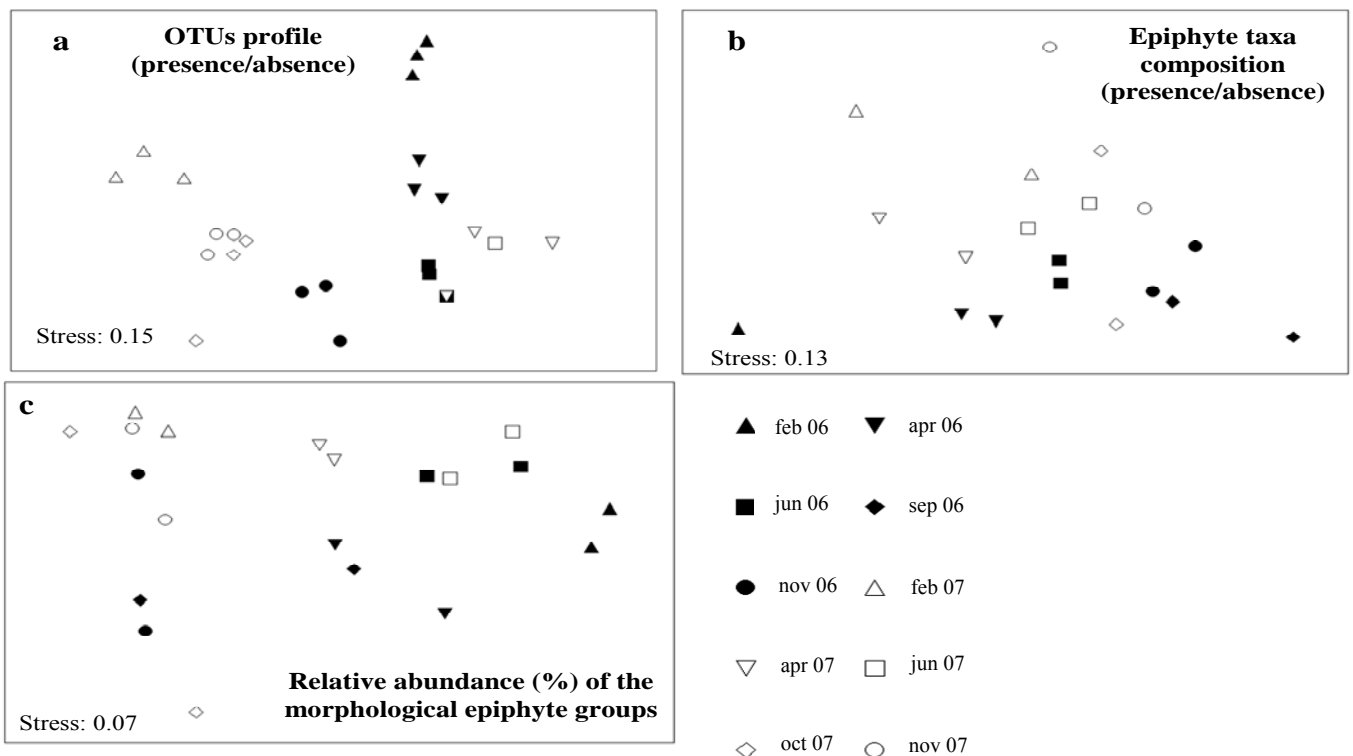 a
OTUs profile
(presence/absence)
Stress: 0.15
b
Epiphyte taxa
composition
(presence/absence)
Stress: 0.13
c
Relative abundance (%) of the
morphological epiphyte groups
Stress: 0.07
feb 06 apr 06
jun 06 sep 06
nov 06 feb 07
apr 07 jun 07
oct 07 nov 07